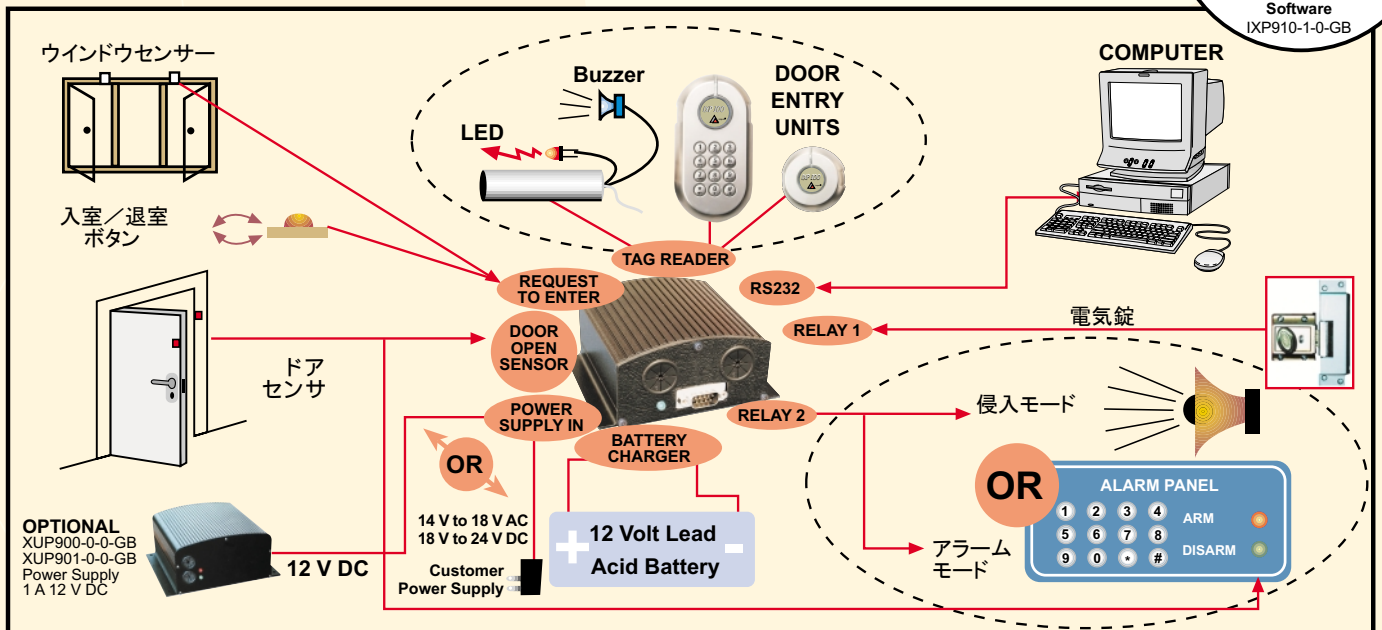 Software
IXP910-1-0-GB
ウインドウセンサー
Buzzer
LED
DOOR
ENTRY
UNITS
COMPUTER
入室／退室
ボタン
TAG READER
REQUEST
TO ENTER
RS232
DOOR
OPEN
SENSOR
RELAY 1
電気錠
ドア
センサ
POWER
SUPPLY IN
RELAY 2
侵入モード
BATTERY
CHARGER
OR
OR
ALARM PANEL
1 2 3 4
ARM
5 6 7 8
DISARM
9 0 * #
アラーム
モード
14 V to 18 V AC
18 V to 24 V DC
Customer
Power Supply
+ 12 Volt Lead -
Acid Battery
OPTIONAL
XUP900-0-0-GB
XUP901-0-0-GB
Power Supply
1 A 12 V DC
12 V DC